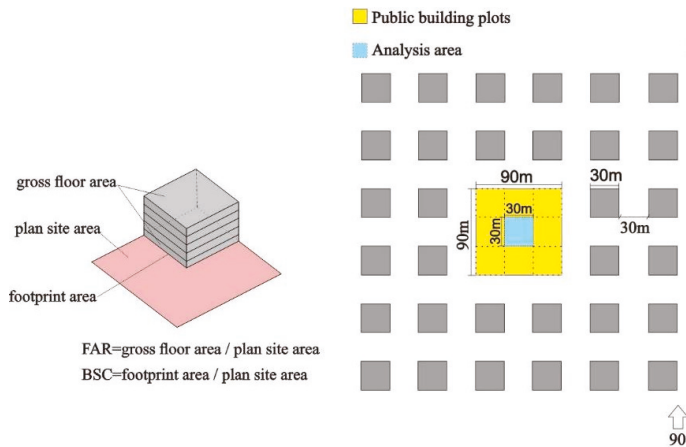 Public building plots
Analysis area
gross floor area
plan site area
footprint area
FAR=gross floor area / plan site area
BSC=footprint area / plan site area
90m
30m
30m
30m
90m
30m
90